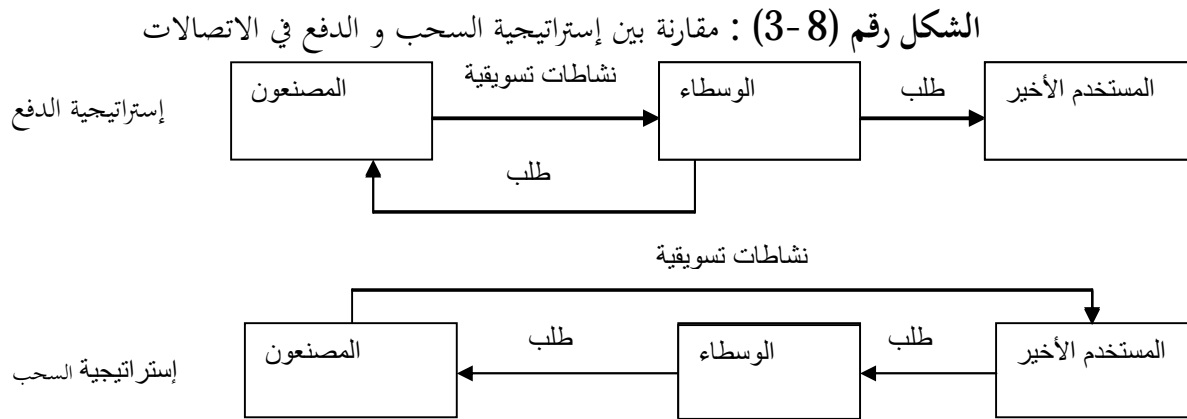 الشكل رقم (8-3) : مقارنة بين إستراتيجية السحب و الدفع في الاتصالات
نشاطات تسويقية
طلب
المستخدم الأخير
الوسطاء
المصنعون
إستراتيجية الدفع
طلب
نشاطات تسويقية
طلب
طلب
المستخدم الأخير
الوسطاء
المصنعون
إستراتيجية السحب